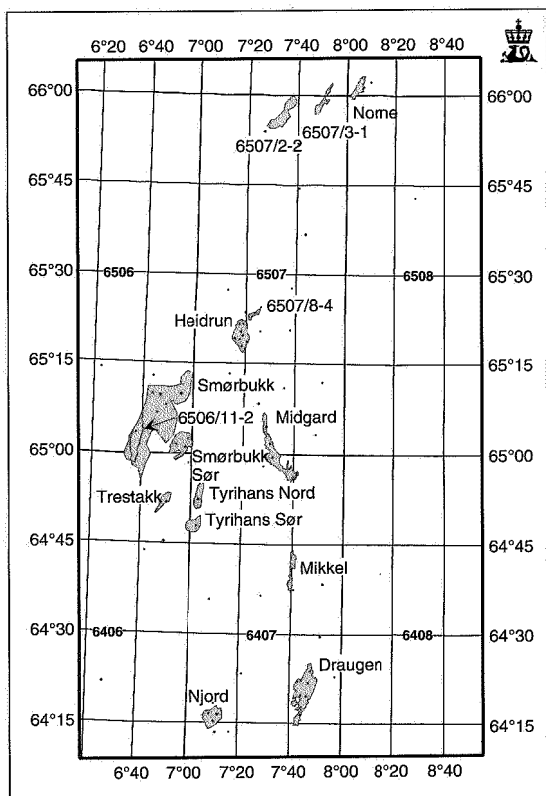 6°20 6°40 7°00 7°20 7°40 8°00 8°20 8°40
66°00 66°00
Norne
6507/3-1
6507/2-2
65°45 65°45
65°30 6506 6507 6508 65°30
6507/8-4
Heidrun
65°15 65°15
Smørbukk
6506/11-2 Midgard
65°00 65°00
Smørbukk
Sør
Trestakk Tyrihans Nord
Tyrihans Sør
64°45 64°45
Mikkel
64°30 6406 6407 6408 64°30
Draugen
Njord
64°15 64°15
6°40 7°00 7°20 7°40 8°00 8°20 8°40